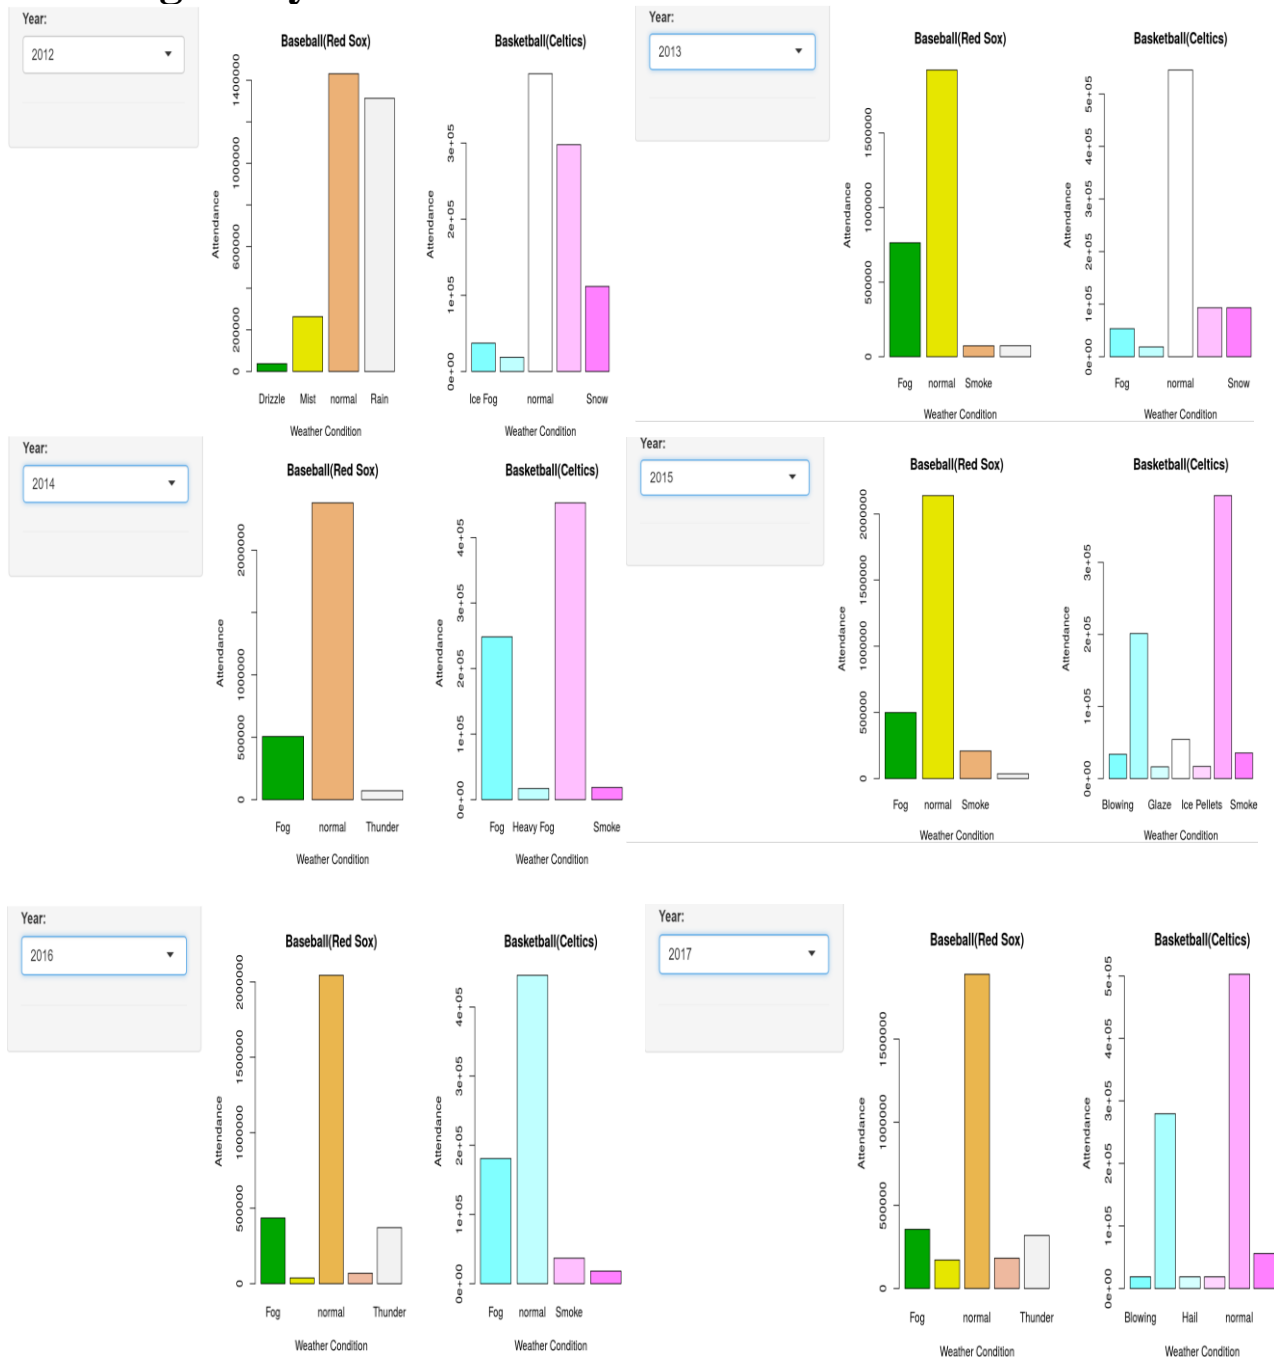 Year:
2012
Baseball(Red Sox)
Attendance
0
200000
600000
1000000
1400000
Drizzle Mist normal Rain
Weather Condition
Basketball(Celtics)
Attendance
0e+00
1e+05
2e+05
3e+05
Ice Fog normal Snow
Year:
2013
Baseball(Red Sox)
Attendance
0
500000
1000000
1500000
Fog normal Smoke
Weather Condition
Basketball(Celtics)
Attendance
0e+00
1e+05
2e+05
3e+05
4e+05
5e+05
Fog normal Snow
Weather Condition
Year:
2014
Baseball(Red Sox)
Attendance
0
500000
1000000
2000000
Fog normal Thunder
Weather Condition
Basketball(Celtics)
Attendance
0e+00
1e+05
2e+05
3e+05
4e+05
Fog Heavy Fog Smoke
Weather Condition
Year:
2015
Baseball(Red Sox)
Attendance
0
500000
1000000
1500000
2000000
Fog normal Smoke
Weather Condition
Basketball(Celtics)
Attendance
0e+00
1e+05
2e+05
3e+05
Blowing Glaze Ice Pellets Smoke
Weather Condition
Year:
2016
Baseball(Red Sox)
Attendance
0
500000
1000000
1500000
2000000
Fog normal Thunder
Weather Condition
Basketball(Celtics)
Attendance
0e+00
1e+05
2e+05
3e+05
4e+05
Fog normal Smoke
Weather Condition
Year:
2017
Baseball(Red Sox)
Attendance
0
500000
1000000
1500000
Fog normal Thunder
Weather Condition
Basketball(Celtics)
Attendance
0e+00
1e+05
2e+05
3e+05
4e+05
5e+05
Blowing Hail normal
Weather Condition